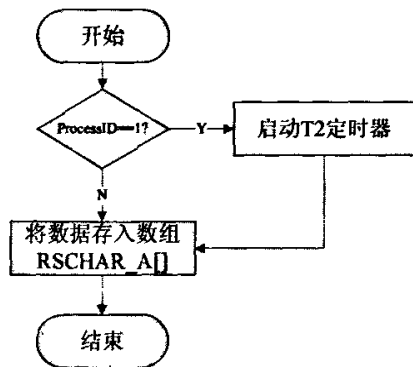 开始
ProcessID==1?
Y
启动T2定时器
N
将数据存入数组
RSCHAR_A[]
结束